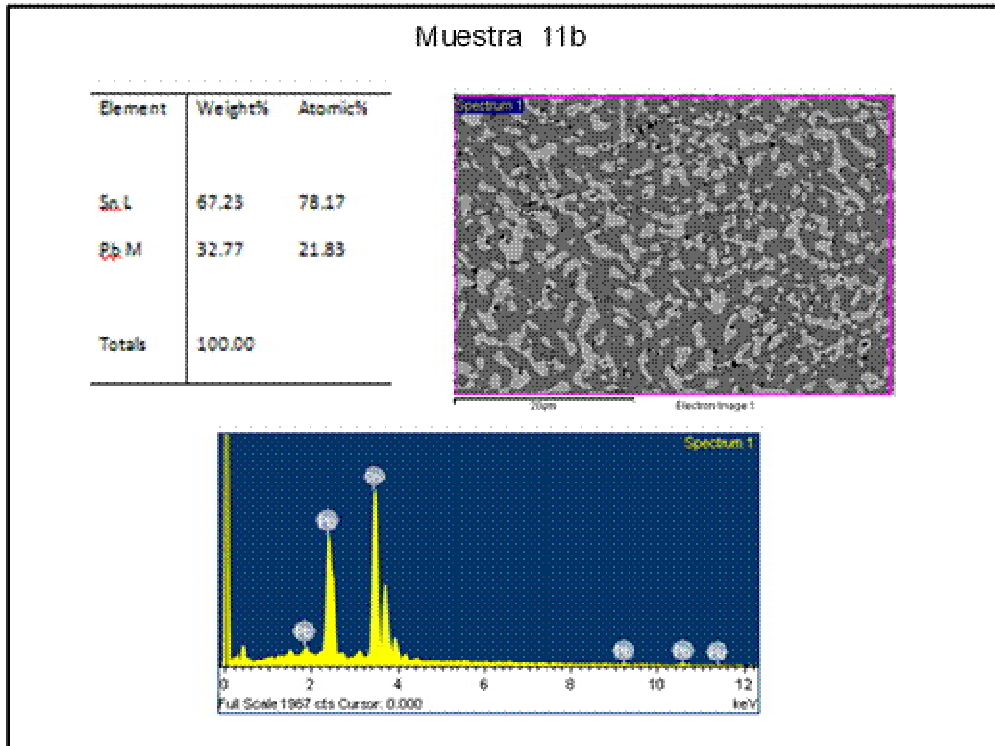 Muestra 11b
Element Weight% Atomic%
Sn L 67.23 78.17
Pb M 32.77 21.83
Totals 100.00
Spectrum 1
20µm Electron Image 1
Spectrum 1
0 2 4 6 8 10 12
Full Scale 1967 cts Cursor: 0.000 keV